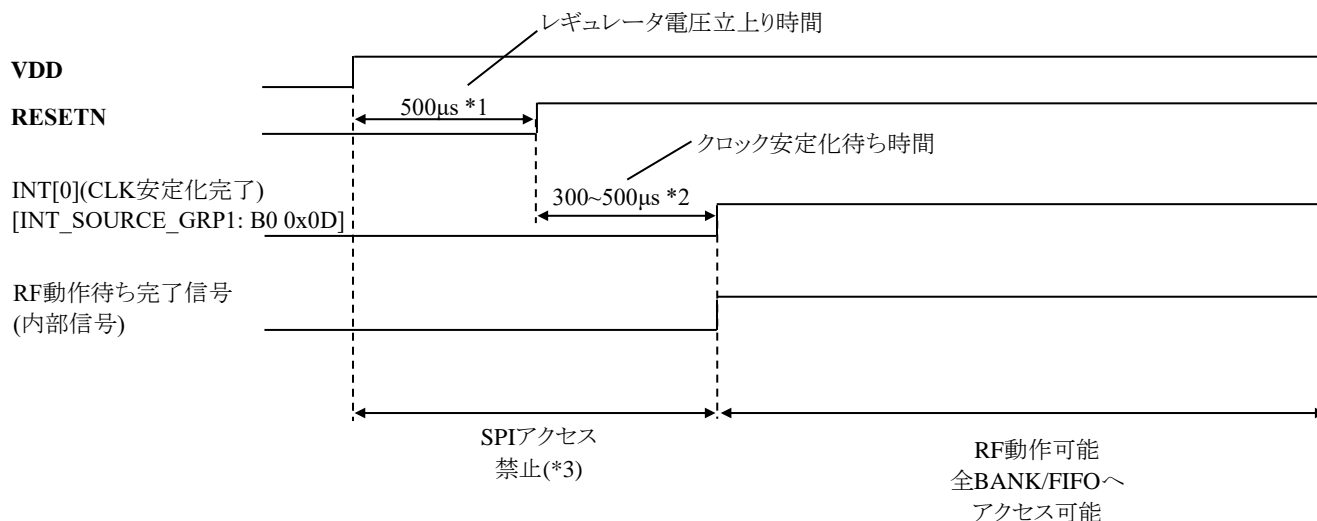 レギュレータ電圧立上り時間
VDD
500μs *1
RESETN
クロック安定化待ち時間
INT[0](CLK安定化完了)
300~500μs *2
[INT_SOURCE_GRP1: B0 0x0D]
RF動作待ち完了信号
(内部信号)
SPIアクセス
禁止(*3)
RF動作可能
全BANK/FIFOへ
アクセス可能